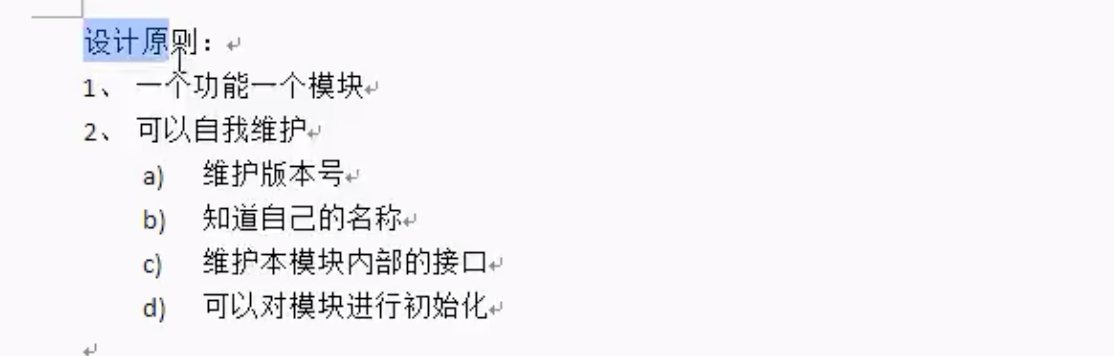 设计原则：
1、 一个功能一个模块
2、 可以自我维护
a) 维护版本号
b) 知道自己的名称
c) 维护本模块内部的接口
d) 可以对模块进行初始化